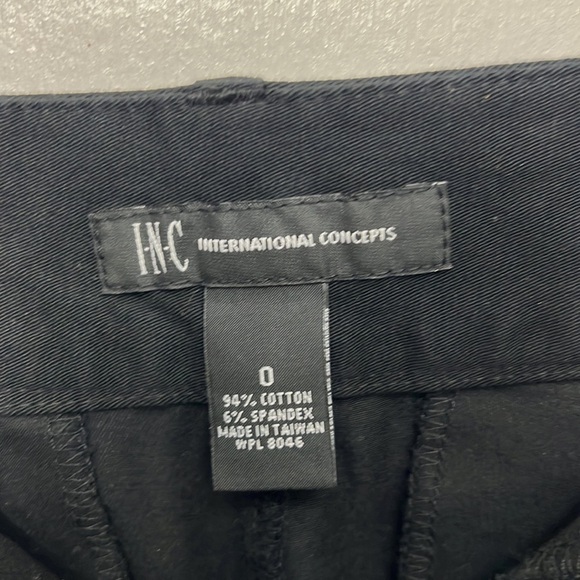 I·N·C INTERNATIONAL CONCEPTS
0
94% COTTON
6% SPANDEX
MADE IN TAIWAN
WPL 8046